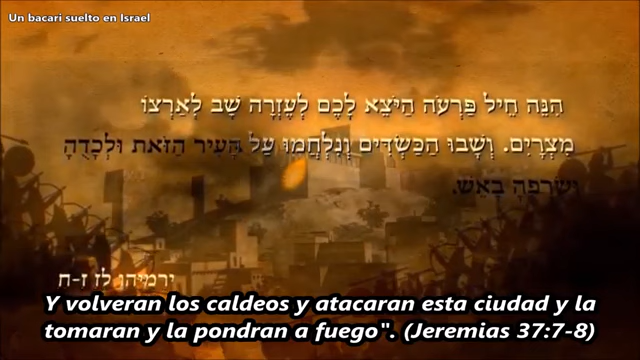 Un bacari suelto en Israel
הִנֵּה חֵיל פַּרְעֹה הַיֹּצֵא לָכֶם לְעֶזְרָה שָׁב לְאַרְצוֹ
מִצְרָיִם. וְשָׁבוּ הַכַּשְׂדִּים וְנִלְחֲמוּ עַל הָעִיר הַזֹּאת וּלְכָדֻהָ
וּשְׂרָפֻהָ בָאֵשׁ.
ירמיהו לז ז-ח
Y volveran los caldeos y atacaran esta ciudad y la
tomaran y la pondran a fuego". (Jeremias 37:7-8)